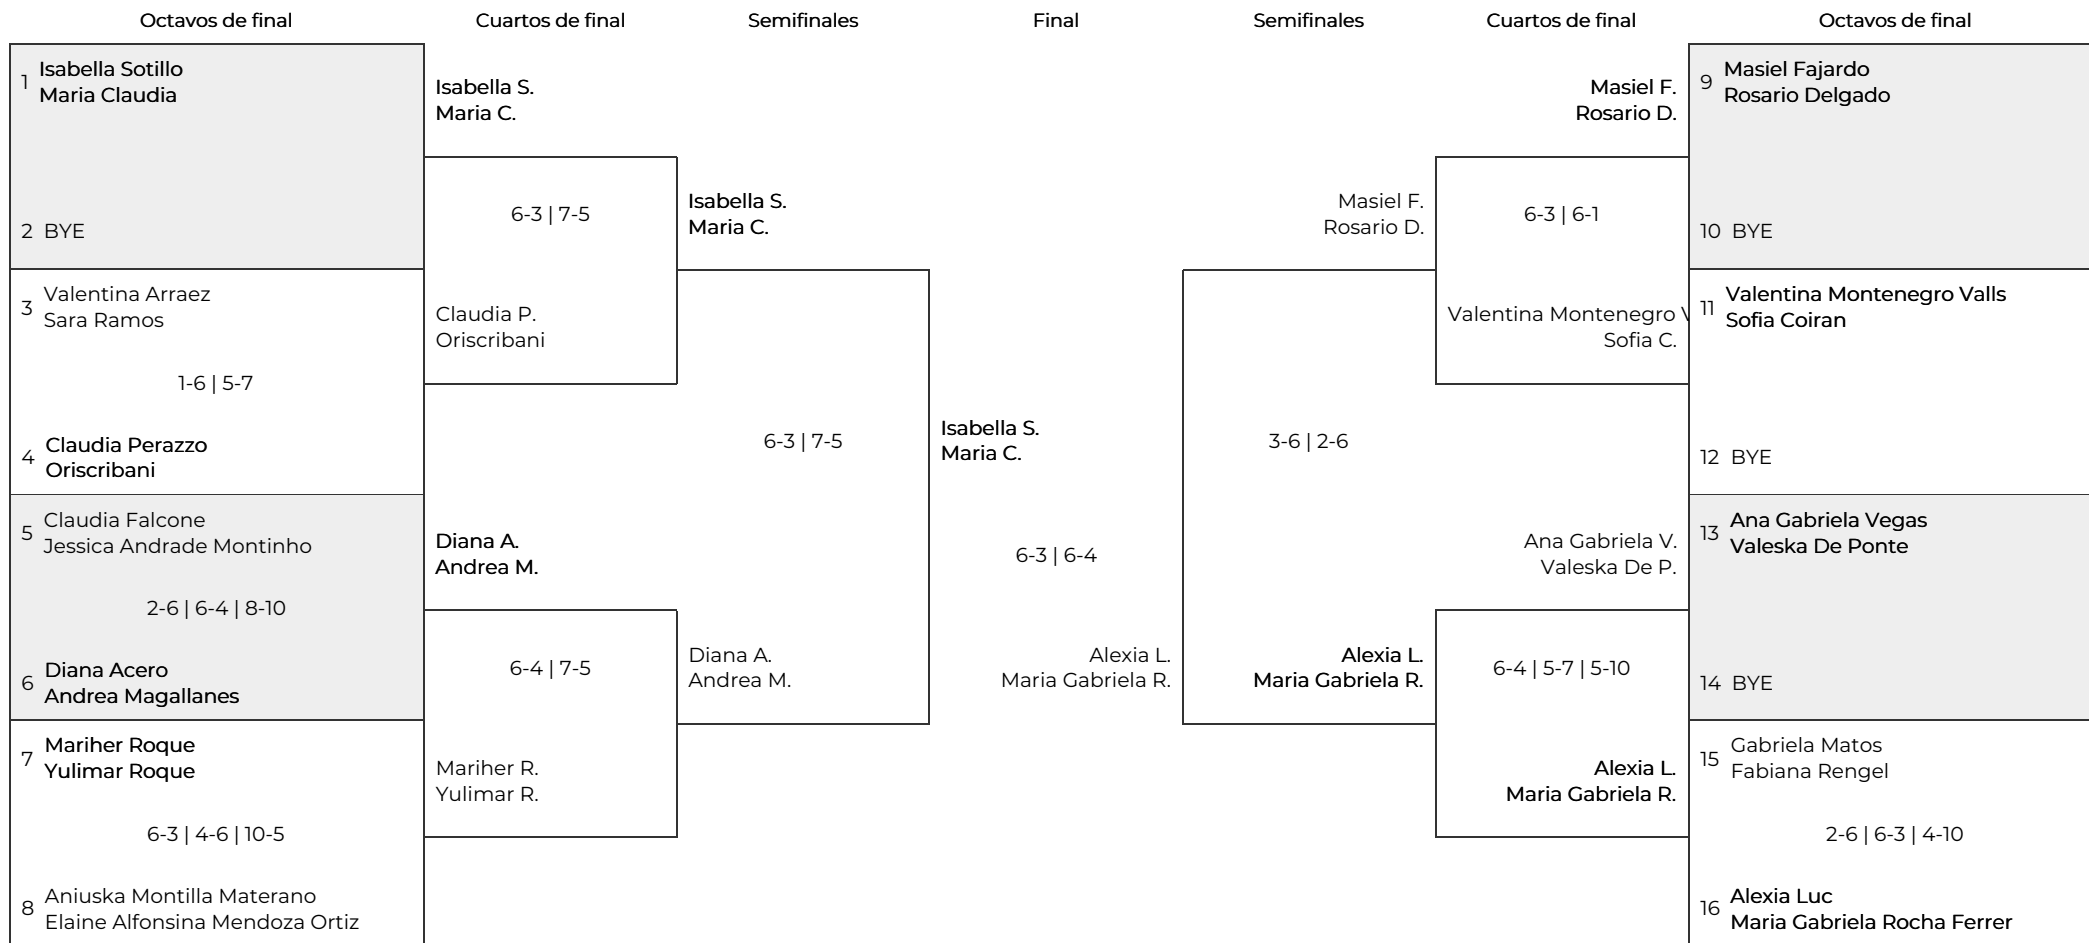 Octavos de final
Cuartos de final
Semifinales
Final
Semifinales
Cuartos de final
Octavos de final
1
Isabella Sotillo
Maria Claudia
2 BYE
3
Valentina Arraez
Sara Ramos
1-6 | 5-7
4
Claudia Perazzo
Oriscribani
5
Claudia Falcone
Jessica Andrade Montinho
2-6 | 6-4 | 8-10
6
Diana Acero
Andrea Magallanes
7
Mariher Roque
Yulimar Roque
6-3 | 4-6 | 10-5
8
Aniuska Montilla Materano
Elaine Alfonsina Mendoza Ortiz
Isabella S.
Maria C.
6-3 | 7-5
Claudia P.
Oriscribani
Diana A.
Andrea M.
6-4 | 7-5
Mariher R.
Yulimar R.
Isabella S.
Maria C.
6-3 | 7-5
Diana A.
Andrea M.
Isabella S.
Maria C.
6-3 | 6-4
Alexia L.
Maria Gabriela R.
Masiel F.
Rosario D.
3-6 | 2-6
Alexia L.
Maria Gabriela R.
Masiel F.
Rosario D.
6-3 | 6-1
Valentina Montenegro V
Sofia C.
Ana Gabriela V.
Valeska De P.
6-4 | 5-7 | 5-10
Alexia L.
Maria Gabriela R.
9
Masiel Fajardo
Rosario Delgado
10 BYE
11
Valentina Montenegro Valls
Sofia Coiran
12 BYE
13
Ana Gabriela Vegas
Valeska De Ponte
14 BYE
15
Gabriela Matos
Fabiana Rengel
2-6 | 6-3 | 4-10
16
Alexia Luc
Maria Gabriela Rocha Ferrer